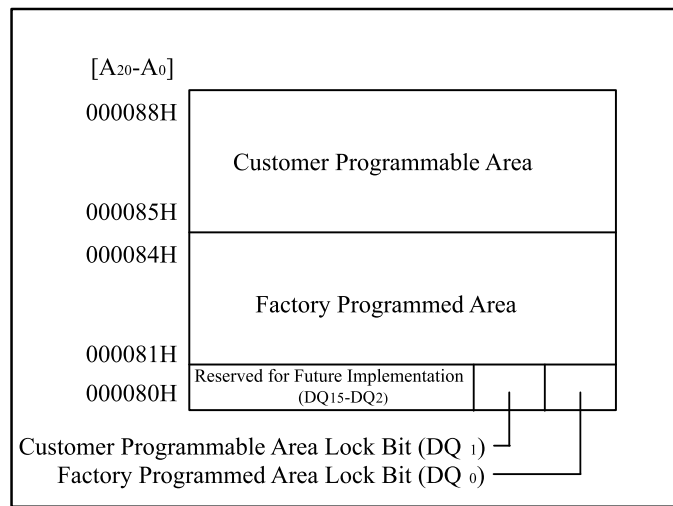 [A20-A0]
000088H
Customer Programmable Area
000085H
000084H
Factory Programmed Area
000081H
Reserved for Future Implementation
(DQ15-DQ2)
000080H
Customer Programmable Area Lock Bit (DQ 1)
Factory Programmed Area Lock Bit (DQ 0)